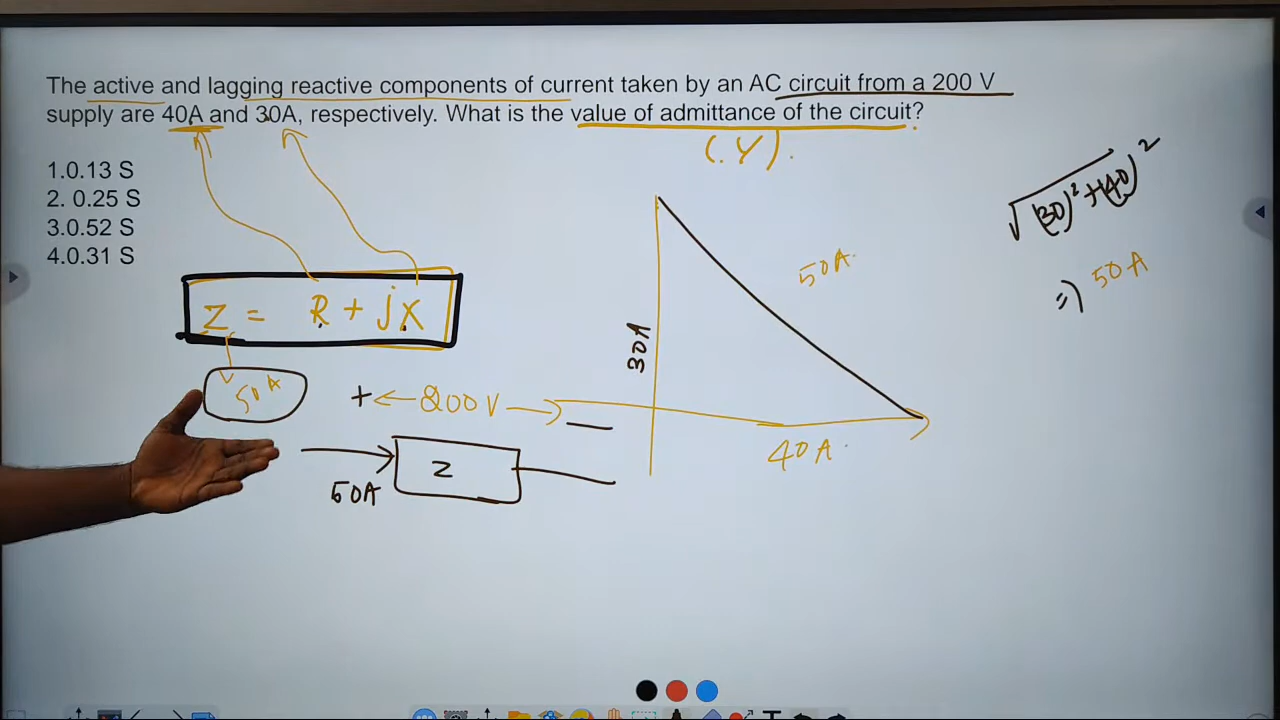 The active and lagging reactive components of current taken by an AC circuit from a 200 V
supply are 40A and 30A, respectively. What is the value of admittance of the circuit?
(.Y).
1.0.13 S
2. 0.25 S
3.0.52 S
4.0.31 S
√(30)² + (40)²
⇒ 50A
Z = R + jX
50A
50A.
30A
+ ← 200V → —
40A.
50A
Z